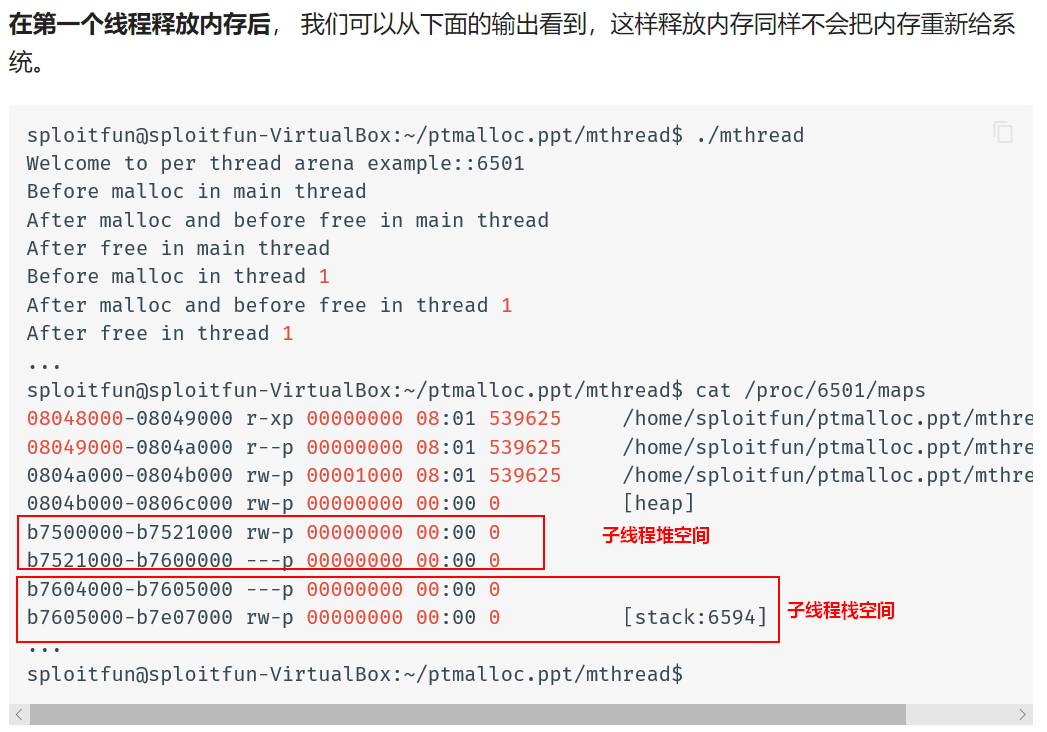 在第一个线程释放内存后， 我们可以从下面的输出看到，这样释放内存同样不会把内存重新给系
统。
sploitfun@sploitfun-VirtualBox:~/ptmalloc.ppt/mthread$ ./mthread
Welcome to per thread arena example::6501
Before malloc in main thread
After malloc and before free in main thread
After free in main thread
Before malloc in thread 1
After malloc and before free in thread 1
After free in thread 1
...
sploitfun@sploitfun-VirtualBox:~/ptmalloc.ppt/mthread$ cat /proc/6501/maps
08048000-08049000 r-xp 00000000 08:01 539625     /home/sploitfun/ptmalloc.ppt/mthre
08049000-0804a000 r--p 00000000 08:01 539625     /home/sploitfun/ptmalloc.ppt/mthre
0804a000-0804b000 rw-p 00001000 08:01 539625     /home/sploitfun/ptmalloc.ppt/mthre
0804b000-0806c000 rw-p 00000000 00:00 0          [heap]
b7500000-b7521000 rw-p 00000000 00:00 0          子线程堆空间
b7521000-b7600000 ---p 00000000 00:00 0
b7604000-b7605000 ---p 00000000 00:00 0
b7605000-b7e07000 rw-p 00000000 00:00 0          [stack:6594] 子线程栈空间
...
sploitfun@sploitfun-VirtualBox:~/ptmalloc.ppt/mthread$